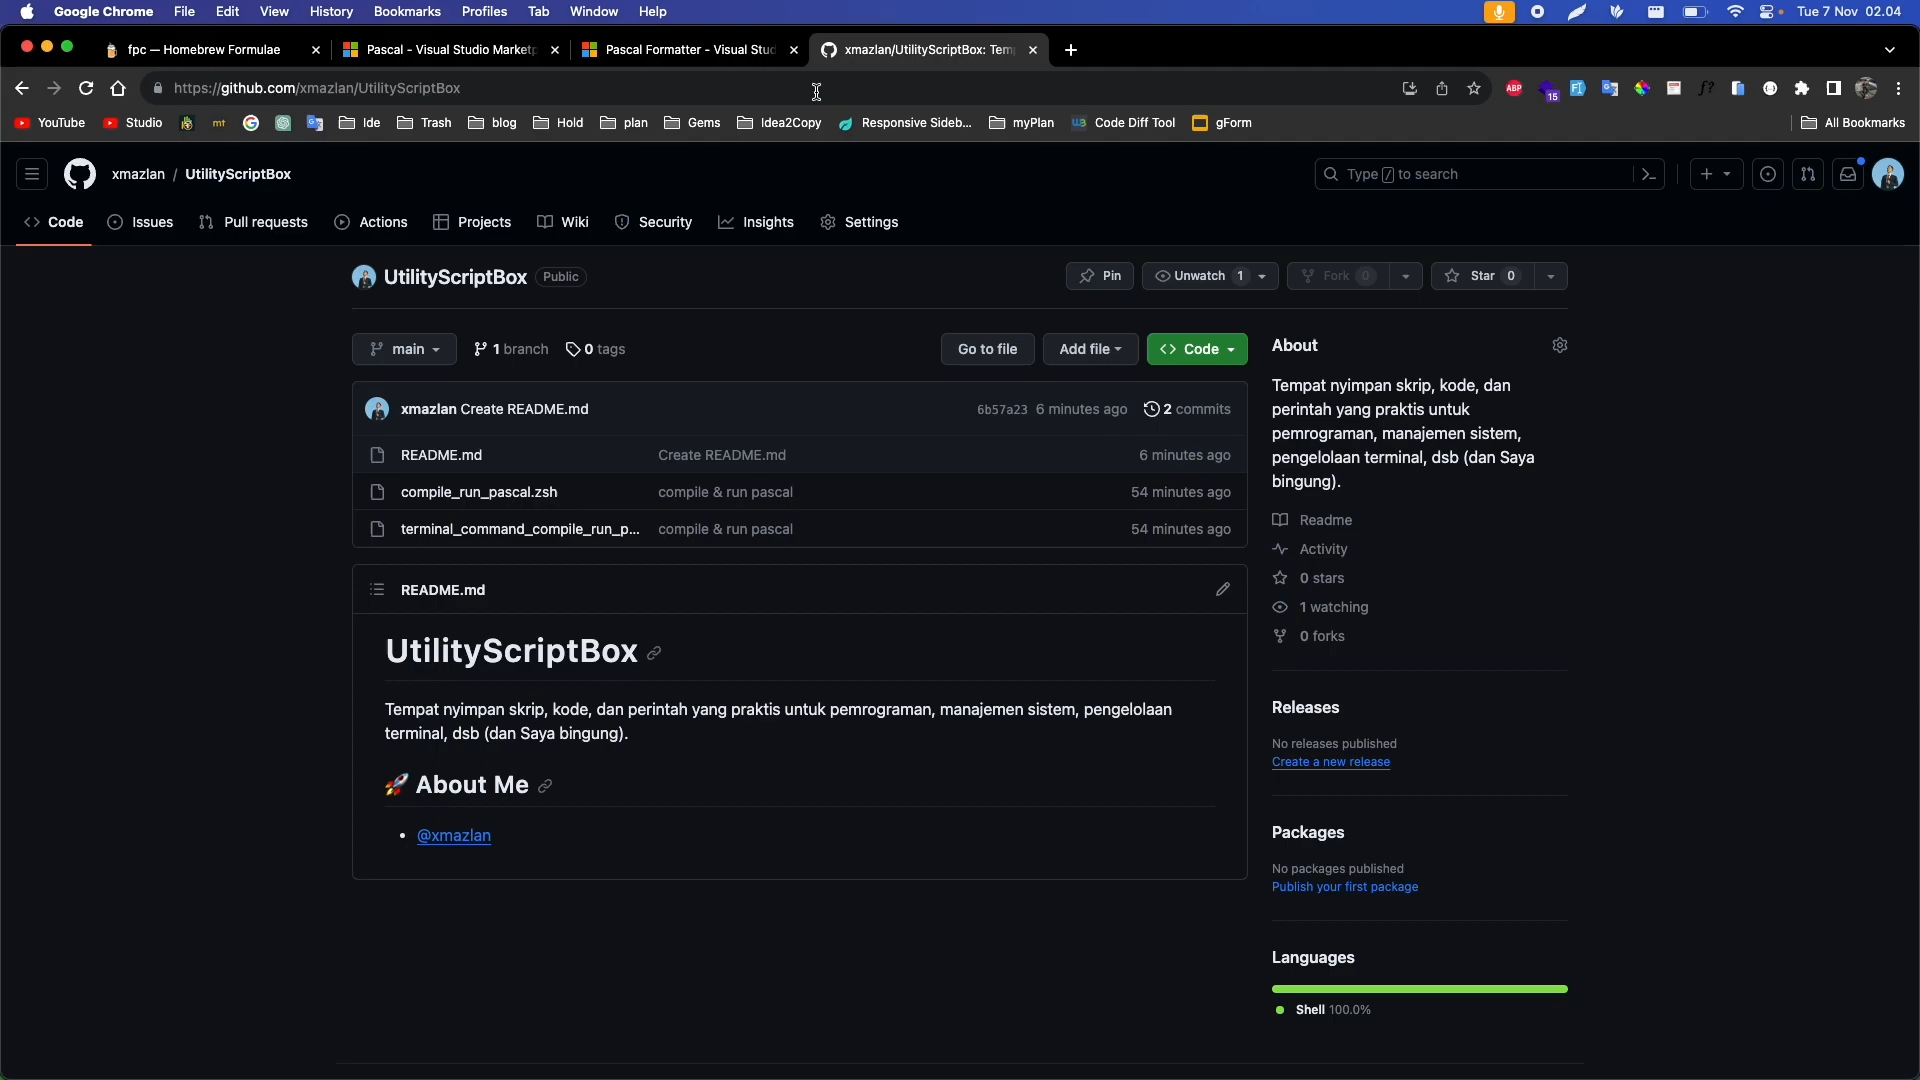 Google Chrome File Edit View History Bookmarks Profiles Tab Window Help Tue 7 Nov 02.04
fpc — Homebrew Formulae Pascal - Visual Studio Marketp Pascal Formatter - Visual Stud xmazlan/UtilityScriptBox: Tem
https://github.com/xmazlan/UtilityScriptBox ABP 15
YouTube Studio mt Ide Trash blog Hold plan Gems Idea2Copy Responsive Sideb... myPlan Code Diff Tool gForm All Bookmarks
xmazlan / UtilityScriptBox Type / to search
Code Issues Pull requests Actions Projects Wiki Security Insights Settings
UtilityScriptBox Public Pin Unwatch 1 Fork 0 Star 0
main 1 branch 0 tags Go to file Add file Code
xmazlan Create README.md 6b57a23 6 minutes ago 2 commits
README.md Create README.md 6 minutes ago
compile_run_pascal.zsh compile & run pascal 54 minutes ago
terminal_command_compile_run_p... compile & run pascal 54 minutes ago
README.md
UtilityScriptBox
Tempat nyimpan skrip, kode, dan perintah yang praktis untuk pemrograman, manajemen sistem, pengelolaan
terminal, dsb (dan Saya bingung).
🚀 About Me
• @xmazlan
About
Tempat nyimpan skrip, kode, dan
perintah yang praktis untuk
pemrograman, manajemen sistem,
pengelolaan terminal, dsb (dan Saya
bingung).
Readme
Activity
0 stars
1 watching
0 forks
Releases
No releases published
Create a new release
Packages
No packages published
Publish your first package
Languages
Shell 100.0%